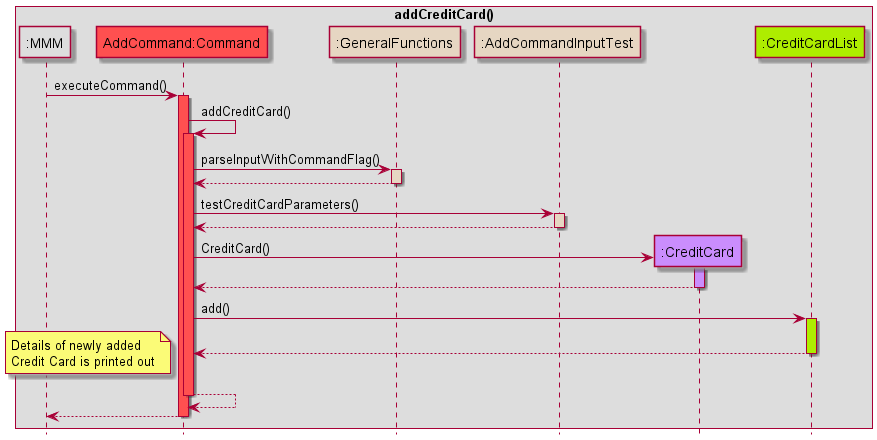 addCreditCard()
:MMM
AddCommand:Command
:GeneralFunctions
:AddCommandInputTest
:CreditCardList
executeCommand()
addCreditCard()
parseInputWithCommandFlag()
testCreditCardParameters()
CreditCard()
:CreditCard
add()
Details of newly added
Credit Card is printed out